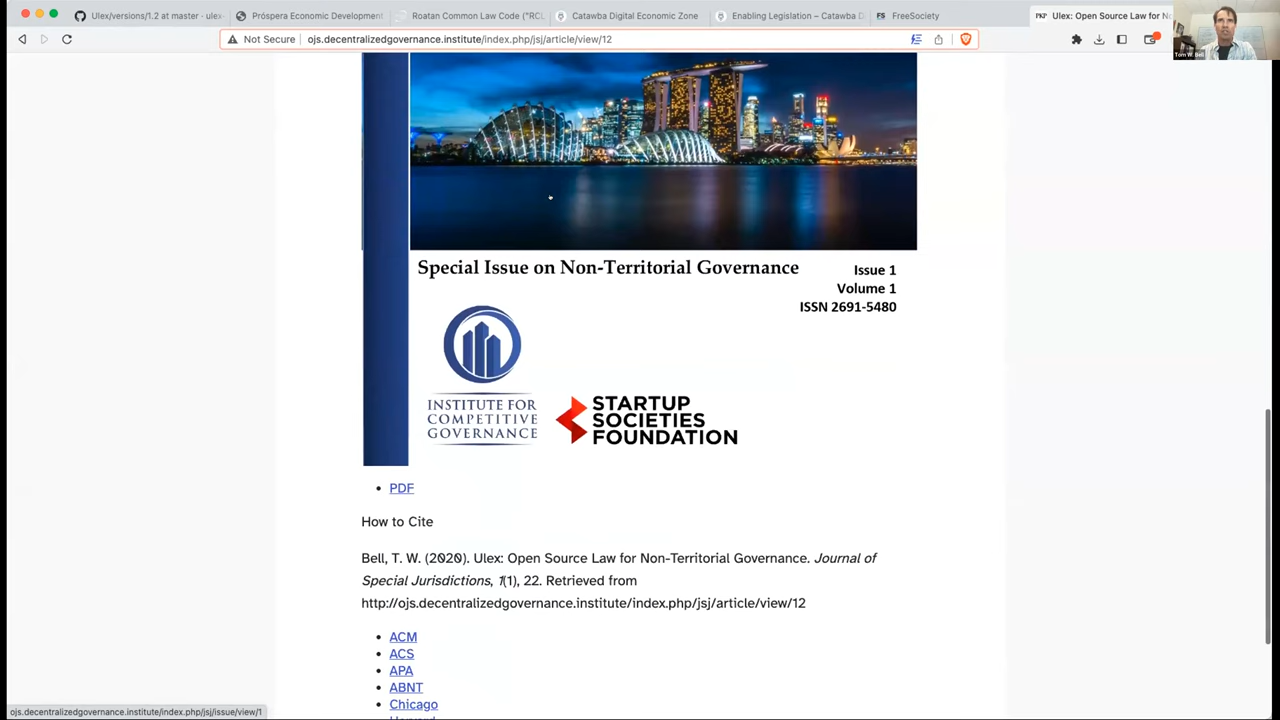 Ulex/versions/1.2 at master · ulex-
Próspera Economic Development
Roatan Common Law Code ("RCL
Catawba Digital Economic Zone
Enabling Legislation – Catawba D
FS FreeSociety
PKP Ulex: Open Source Law for No
Not Secure
ojs.decentralizedgovernance.institute/index.php/jsj/article/view/12
Tom W. Bell
Special Issue on Non-Territorial Governance
Issue 1
Volume 1
ISSN 2691-5480
INSTITUTE FOR
COMPETITIVE
GOVERNANCE
STARTUP
SOCIETIES
FOUNDATION
• PDF
How to Cite
Bell, T. W. (2020). Ulex: Open Source Law for Non-Territorial Governance. Journal of
Special Jurisdictions, 1(1), 22. Retrieved from
http://ojs.decentralizedgovernance.institute/index.php/jsj/article/view/12
• ACM
• ACS
• APA
• ABNT
• Chicago
ojs.decentralizedgovernance.institute/index.php/jsj/issue/view/1